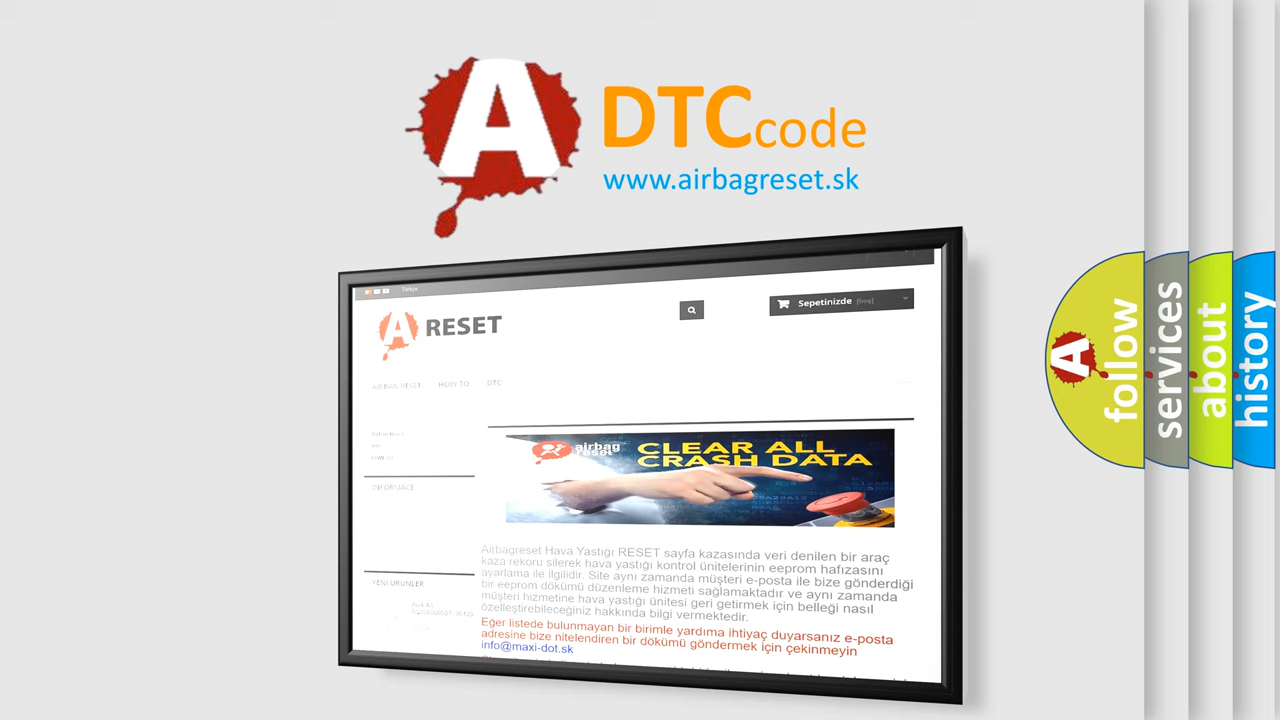 A DTC code
www.airbagreset.sk
Türkçe
A RESET
Sepetinizde [boş]
AIRBAG RESET HOW TO DTC
INFORMACE
YENI ÜRÜNLER
airbag
reset
CLEAR ALL
CRASH DATA
Airbagreset Hava Yastığı RESET sayfa kazasında veri denilen bir araç
kaza rekoru silerek hava yastığı kontrol ünitelerinin eeprom hafızasını
ayarlama ile ilgilidir. Site aynı zamanda müşteri e-posta ile bize gönderdiği
bir eeprom dökümü düzenleme hizmeti sağlamaktadır ve aynı zamanda
müşteri hizmetine hava yastığı ünitesi geri getirmek için belleği nasıl
özelleştirebileceğiniz hakkında bilgi vermektedir.
Eğer listede bulunmayan bir birimle yardıma ihtiyaç duyarsanız e-posta
adresine bize nitelendiren bir dökümü göndermek için çekinmeyin
info@maxi-dot.sk
A follow
services
about
history